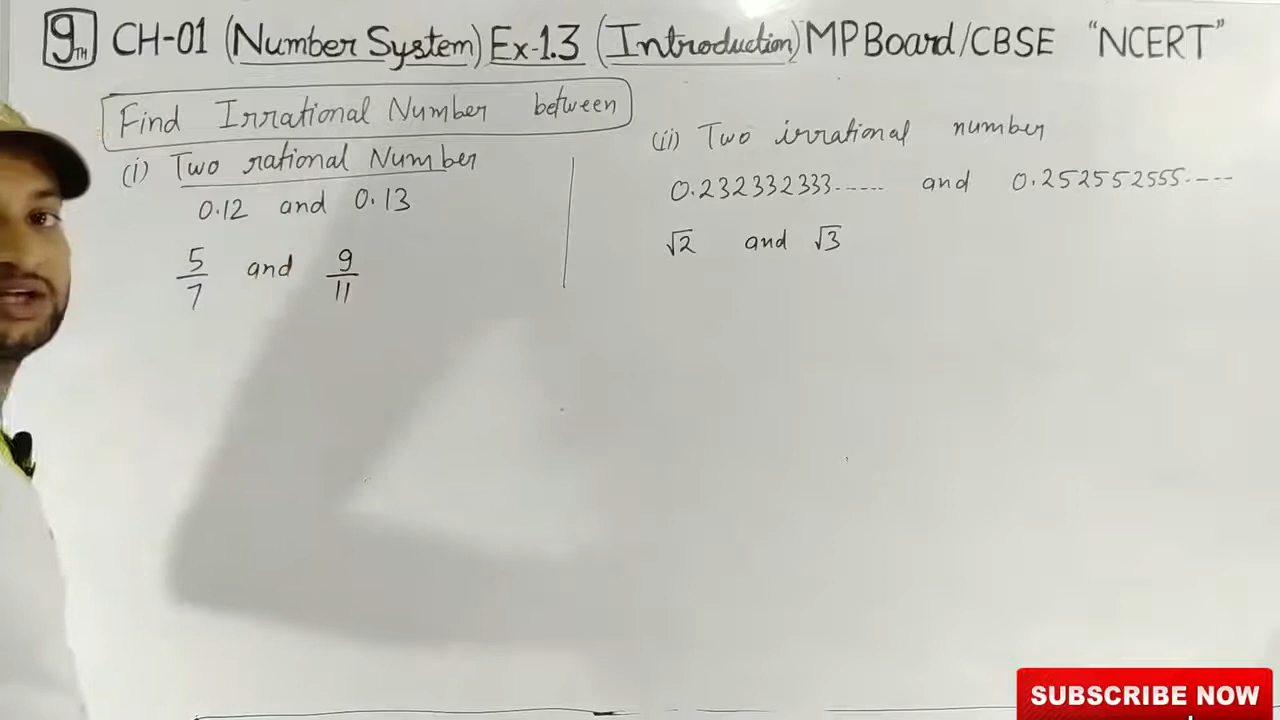 9TH CH-01 (Number System) Ex-1.3 (Introduction) MPBoard/CBSE "NCERT"
Find Irrational Number between
(i) Two rational Number
0.12 and 0.13
5/7 and 9/11
(ii) Two irrational number
0.232332333...... and 0.252552555.----
√2 and √3
SUBSCRIBE NOW